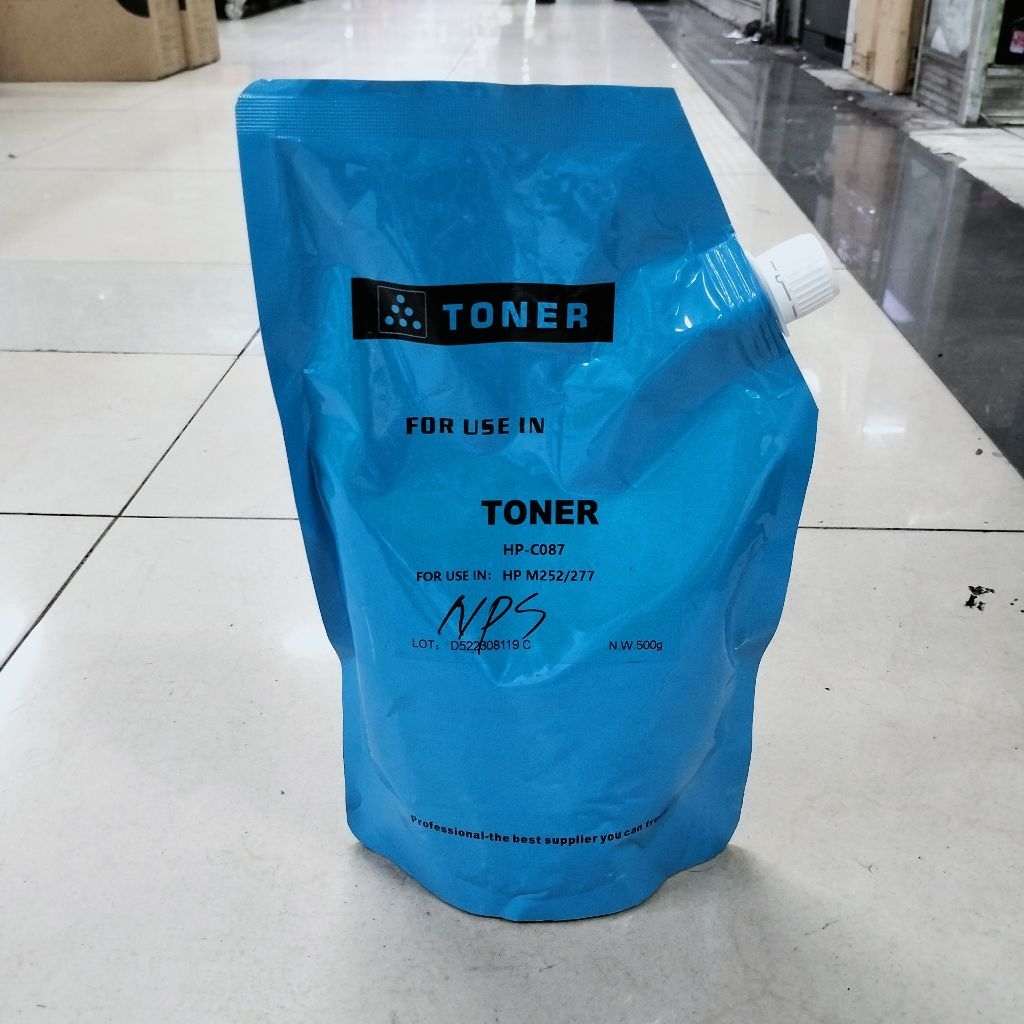 TONER
FOR USE IN
TONER
HP-C087
FOR USE IN: HP M252/277
NPS
LOT: D522308119 C N.W.500g
Professional-the best supplier you can